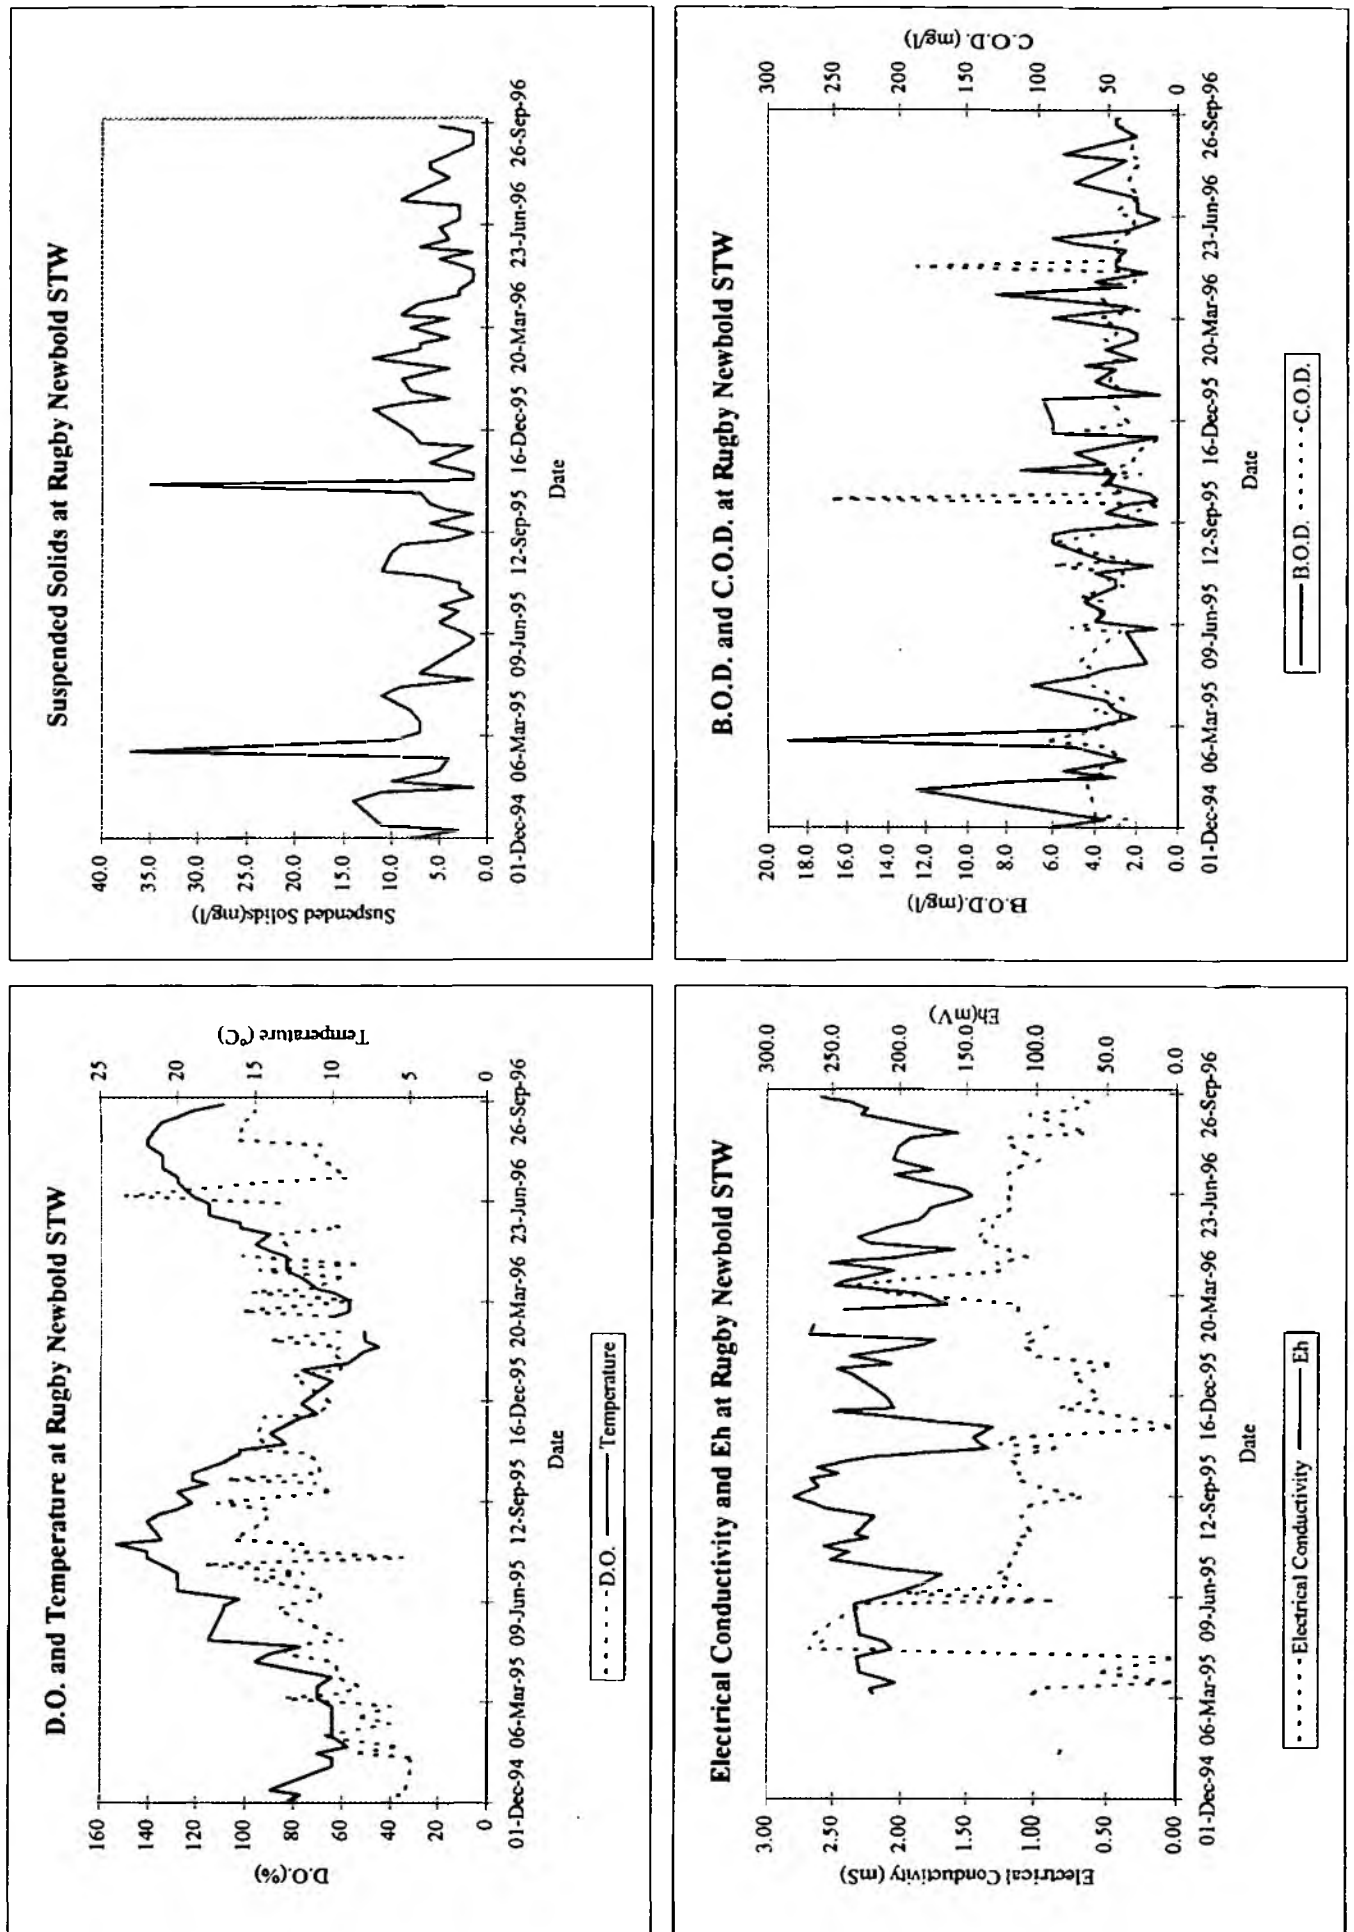 D.O. and Temperature at Rugby Newbold STW
D.O.(%)
160
140
120
100
80
60
40
20
0
Temperature (°C)
25
20
15
10
5
0
01-Dec-94 06-Mar-95 09-Jun-95 12-Sep-95 16-Dec-95 20-Mar-96 23-Jun-96 26-Sep-96
Date
D.O. Temperature
Suspended Solids at Rugby Newbold STW
Suspended Solids(mg/l)
40.0
35.0
30.0
25.0
20.0
15.0
10.0
5.0
0.0
01-Dec-94 06-Mar-95 09-Jun-95 12-Sep-95 16-Dec-95 20-Mar-96 23-Jun-96 26-Sep-96
Date
Electrical Conductivity and Eh at Rugby Newbold STW
Electrical Conductivity (mS)
3.00
2.50
2.00
1.50
1.00
0.50
0.00
Eh(mV)
300.0
250.0
200.0
150.0
100.0
50.0
0.0
01-Dec-94 06-Mar-95 09-Jun-95 12-Sep-95 16-Dec-95 20-Mar-96 23-Jun-96 26-Sep-96
Date
Electrical Conductivity Eh
B.O.D. and C.O.D. at Rugby Newbold STW
B.O.D.(mg/l)
20.0
18.0
16.0
14.0
12.0
10.0
8.0
6.0
4.0
2.0
0.0
C.O.D. (mg/l)
300
250
200
150
100
50
0
01-Dec-94 06-Mar-95 09-Jun-95 12-Sep-95 16-Dec-95 20-Mar-96 23-Jun-96 26-Sep-96
Date
B.O.D. C.O.D.